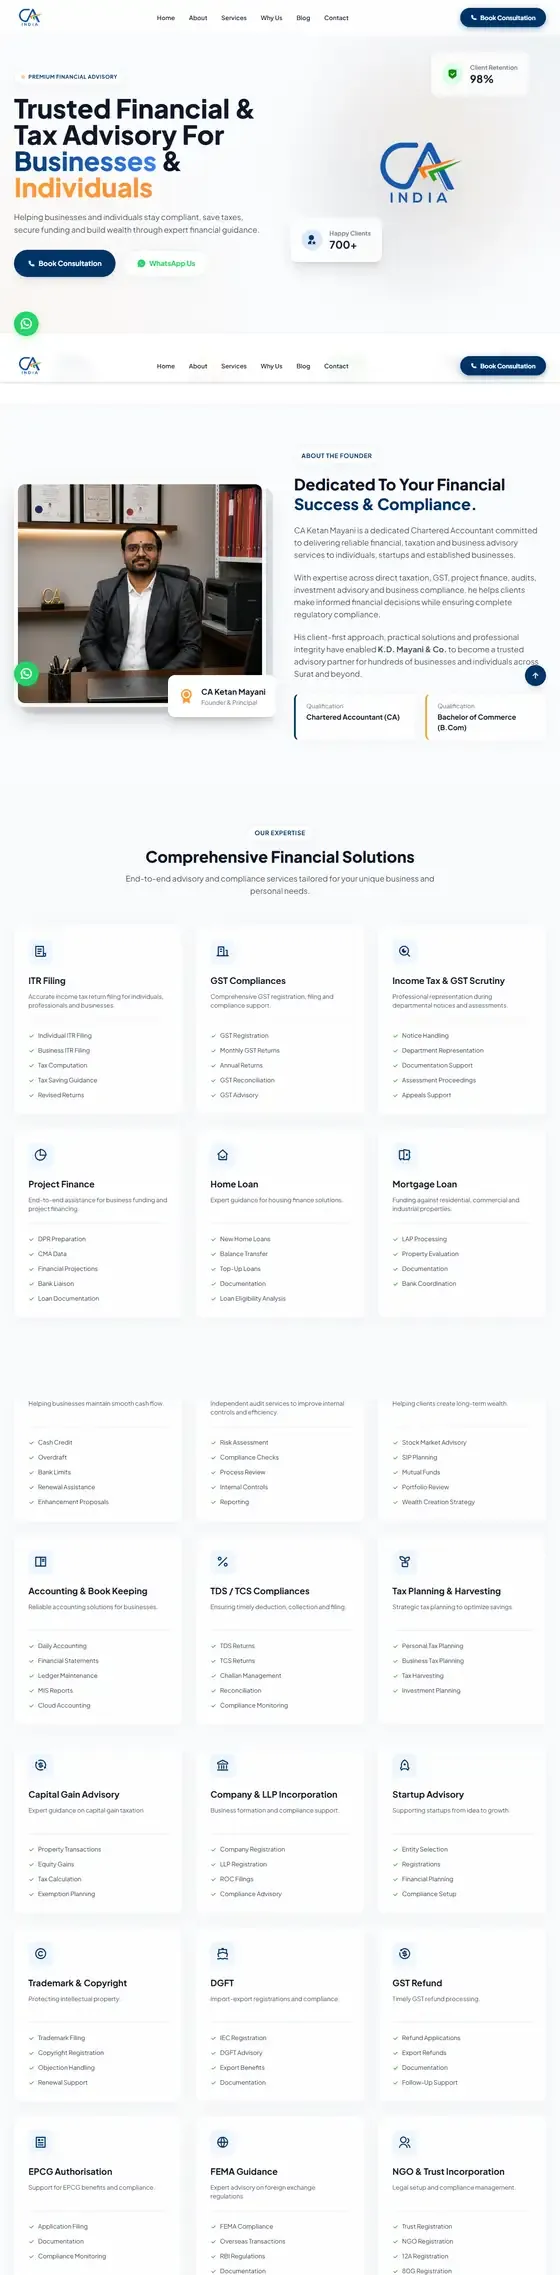 CA
INDIA
Home
About
Services
Why Us
Blog
Contact
Book Consultation
PREMIUM FINANCIAL ADVISORY
Trusted Financial &
Tax Advisory For
Businesses &
Individuals
Helping businesses and individuals stay compliant, save taxes,
secure funding and build wealth through expert financial guidance.
Book Consultation
WhatsApp Us
Client Retention
98%
CA
INDIA
Happy Clients
700+
CA
INDIA
Home
About
Services
Why Us
Blog
Contact
Book Consultation
CA Ketan Mayani
Founder & Principal
ABOUT THE FOUNDER
Dedicated To Your Financial
Success & Compliance.
CA Ketan Mayani is a dedicated Chartered Accountant committed
to delivering reliable financial, taxation and business advisory
services to individuals, startups and established businesses.
With expertise across direct taxation, GST, project finance, audits,
investment advisory and business compliance, he helps clients
make informed financial decisions while ensuring complete
regulatory compliance.
His client-first approach, practical solutions and professional
integrity have enabled K.D. Mayani & Co. to become a trusted
advisory partner for hundreds of businesses and individuals across
Surat and beyond.
Qualification
Chartered Accountant (CA)
Qualification
Bachelor of Commerce
(B.Com)
OUR EXPERTISE
Comprehensive Financial Solutions
End-to-end advisory and compliance services tailored for your unique business and
personal needs.
ITR Filing
Accurate income tax return filing for individuals,
professionals and businesses.
Individual ITR Filing
Business ITR Filing
Tax Computation
Tax Saving Guidance
Revised Returns
GST Compliances
Comprehensive GST registration, filing and
compliance support.
GST Registration
Monthly GST Returns
Annual Returns
GST Reconciliation
GST Advisory
Income Tax & GST Scrutiny
Professional representation during
departmental notices and assessments.
Notice Handling
Department Representation
Documentation Support
Assessment Proceedings
Appeals Support
Project Finance
End-to-end assistance for business funding and
project financing.
DPR Preparation
CMA Data
Financial Projections
Bank Liaison
Loan Documentation
Home Loan
Expert guidance for housing finance solutions.
New Home Loans
Balance Transfer
Top-Up Loans
Documentation
Loan Eligibility Analysis
Mortgage Loan
Funding against residential, commercial and
industrial properties.
LAP Processing
Property Evaluation
Documentation
Bank Coordination
Helping businesses maintain smooth cash flow.
Cash Credit
Overdraft
Bank Limits
Renewal Assistance
Enhancement Proposals
Independent audit services to improve internal
controls and efficiency.
Risk Assessment
Compliance Checks
Process Review
Internal Controls
Reporting
Helping clients create long-term wealth.
Stock Market Advisory
SIP Planning
Mutual Funds
Portfolio Review
Wealth Creation Strategy
Accounting & Book Keeping
Reliable accounting solutions for businesses.
Daily Accounting
Financial Statements
Ledger Maintenance
MIS Reports
Cloud Accounting
TDS / TCS Compliances
Ensuring timely deduction, collection and filing.
TDS Returns
TCS Returns
Challan Management
Reconciliation
Compliance Monitoring
Tax Planning & Harvesting
Strategic tax planning to optimize savings.
Personal Tax Planning
Business Tax Planning
Tax Harvesting
Investment Planning
Capital Gain Advisory
Expert guidance on capital gain taxation.
Property Transactions
Equity Gains
Tax Calculation
Exemption Planning
Company & LLP Incorporation
Business formation and compliance support.
Company Registration
LLP Registration
ROC Filings
Compliance Advisory
Startup Advisory
Supporting startups from idea to growth.
Entity Selection
Registrations
Financial Planning
Compliance Setup
Trademark & Copyright
Protecting intellectual property.
Trademark Filing
Copyright Registration
Objection Handling
Renewal Support
DGFT
Import-export registrations and compliance.
IEC Registration
DGFT Advisory
Export Benefits
Documentation
GST Refund
Timely GST refund processing.
Refund Applications
Export Refunds
Documentation
Follow-Up Support
EPCG Authorisation
Support for EPCG benefits and compliance.
Application Filing
Documentation
Compliance Monitoring
FEMA Guidance
Expert advisory on foreign exchange
regulations.
FEMA Compliance
Overseas Transactions
RBI Regulations
Documentation
NGO & Trust Incorporation
Legal setup and compliance management.
Trust Registration
NGO Registration
12A Registration
80G Registration